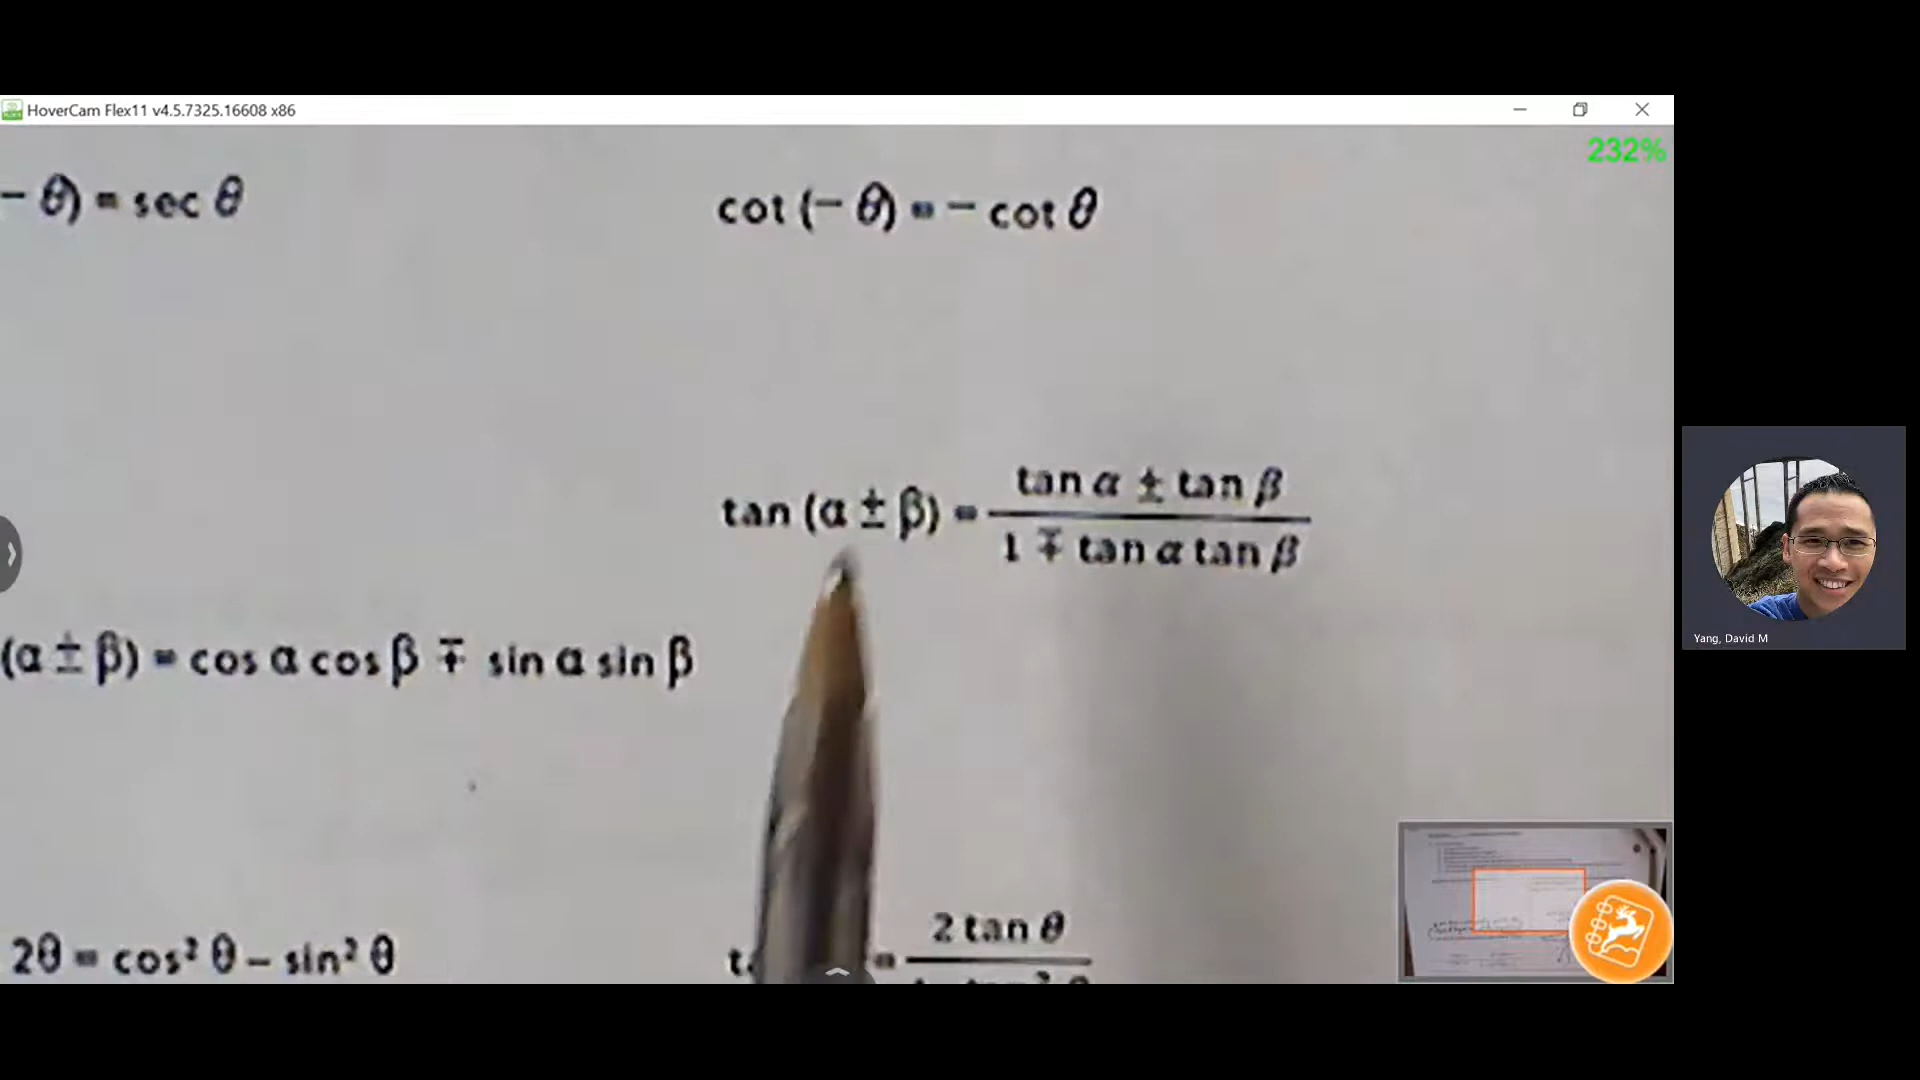 HoverCam Flex11 v4.5.7325.16608 x86
232%
− θ) = sec θ
cot (− θ) = − cot θ
tan (α ± β) = tan α ± tan β
1 ∓ tan α tan β
(α ± β) = cos α cos β ∓ sin α sin β
Yang, David M
2θ = cos² θ − sin² θ
= 2 tan θ